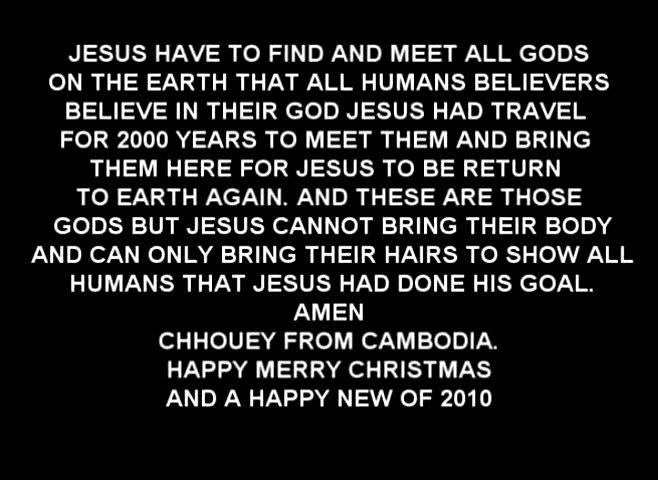 JESUS HAVE TO FIND AND MEET ALL GODS
ON THE EARTH THAT ALL HUMANS BELIEVERS
BELIEVE IN THEIR GOD JESUS HAD TRAVEL
FOR 2000 YEARS TO MEET THEM AND BRING
THEM HERE FOR JESUS TO BE RETURN
TO EARTH AGAIN. AND THESE ARE THOSE
GODS BUT JESUS CANNOT BRING THEIR BODY
AND CAN ONLY BRING THEIR HAIRS TO SHOW ALL
HUMANS THAT JESUS HAD DONE HIS GOAL.
AMEN
CHHOUEY FROM CAMBODIA.
HAPPY MERRY CHRISTMAS
AND A HAPPY NEW OF 2010